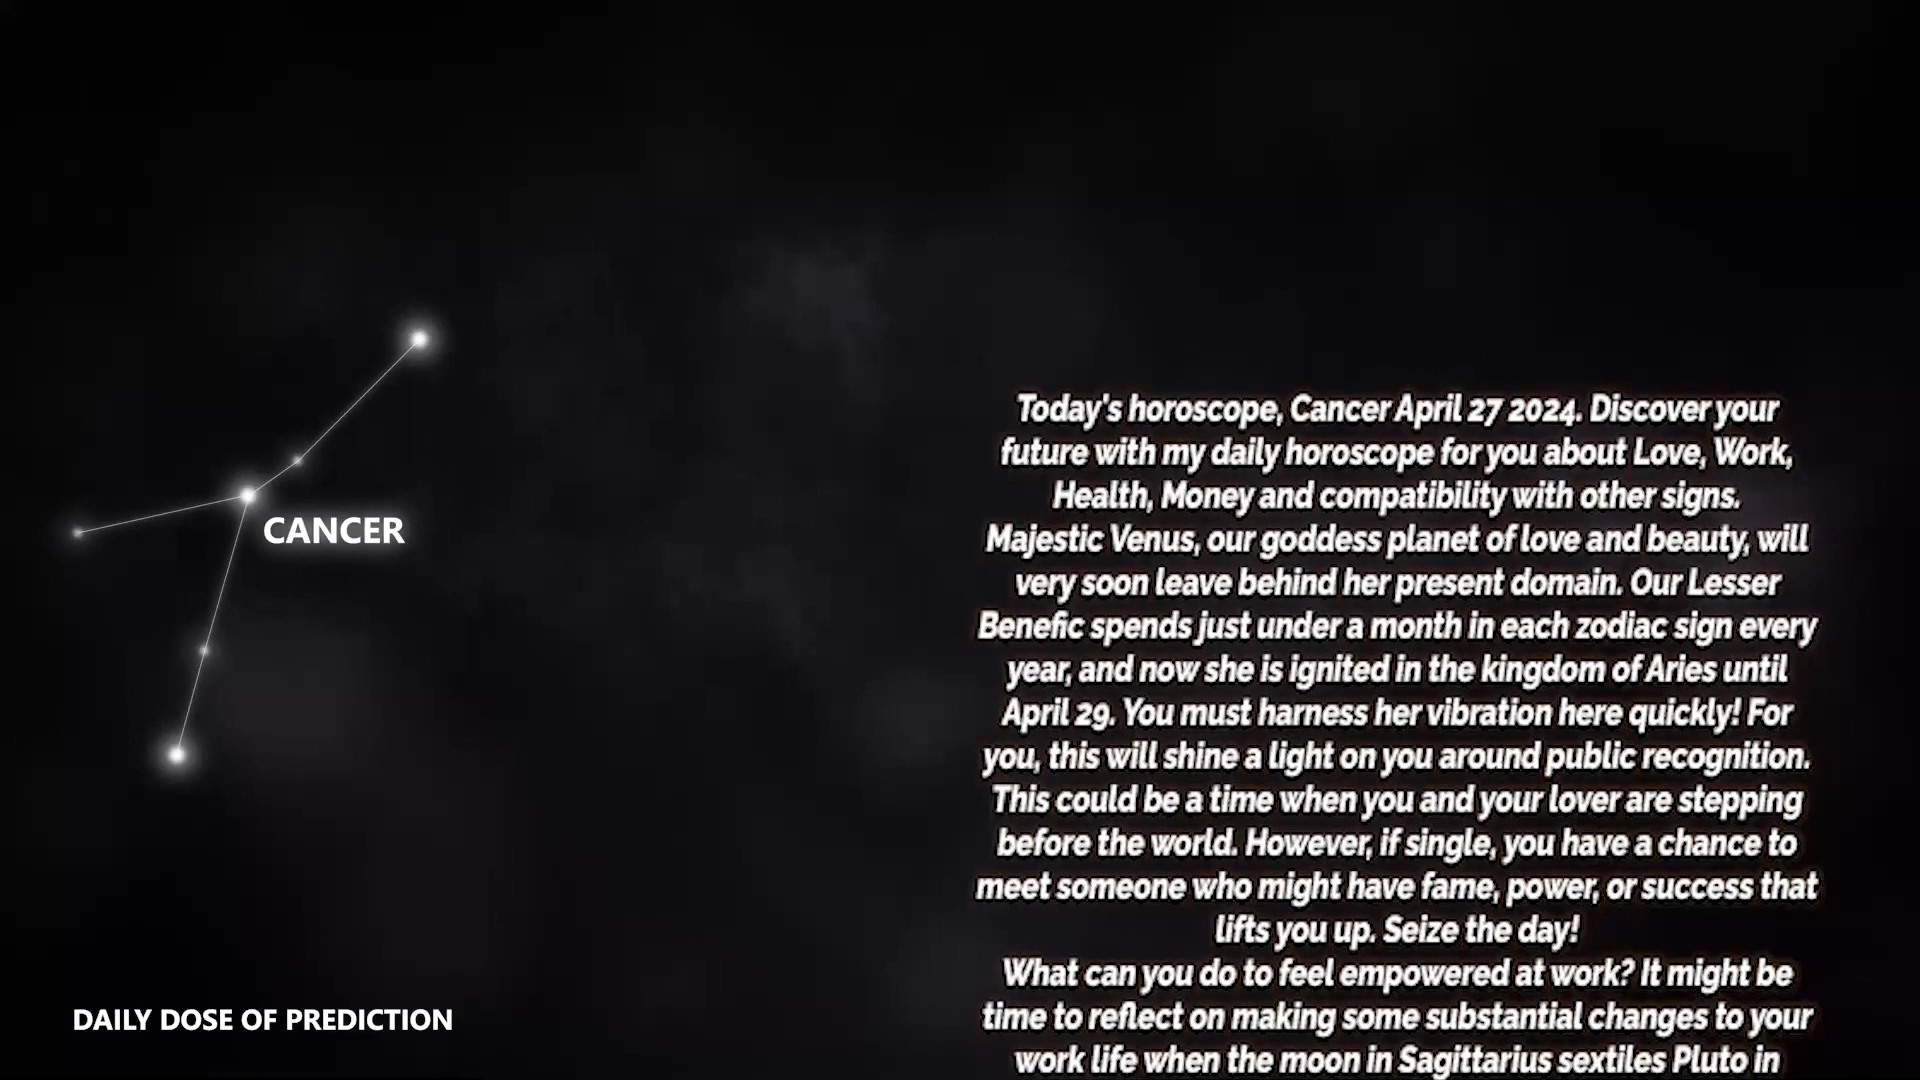 Today's horoscope, Cancer April 27 2024. Discover your
future with my daily horoscope for you about Love, Work,
Health, Money and compatibility with other signs.
Majestic Venus, our goddess planet of love and beauty, will
very soon leave behind her present domain. Our Lesser
Benefic spends just under a month in each zodiac sign every
year, and now she is ignited in the kingdom of Aries until
April 29. You must harness her vibration here quickly! For
you, this will shine a light on you around public recognition.
This could be a time when you and your lover are stepping
before the world. However, if single, you have a chance to
meet someone who might have fame, power, or success that
lifts you up. Seize the day!
What can you do to feel empowered at work? It might be
time to reflect on making some substantial changes to your
work life when the moon in Sagittarius sextiles Pluto in
CANCER
DAILY DOSE OF PREDICTION